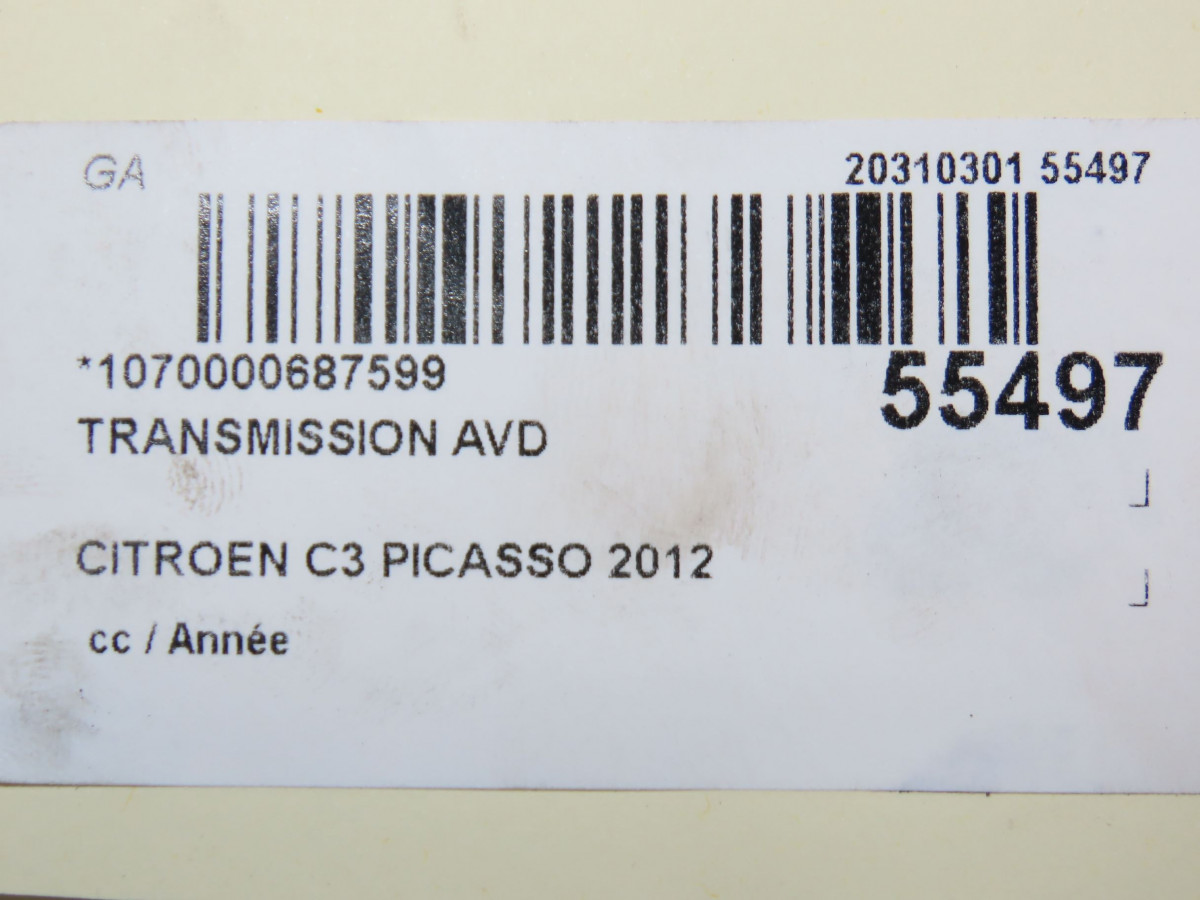 GA
20310301 55497
*1070000687599
55497
TRANSMISSION AVD
CITROEN C3 PICASSO 2012
cc / Année